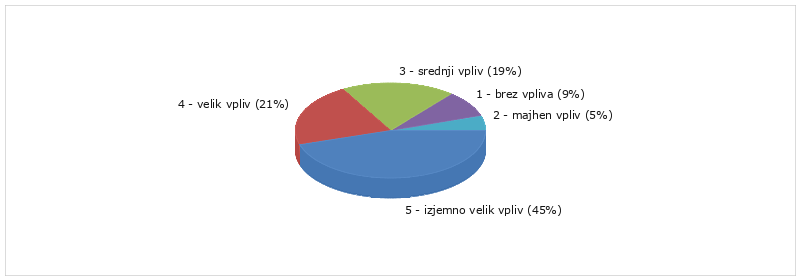 3 - srednji vpliv (19%)
1 - brez vpliva (9%)
4 - velik vpliv (21%)
2 - majhen vpliv (5%)
5 - izjemno velik vpliv (45%)